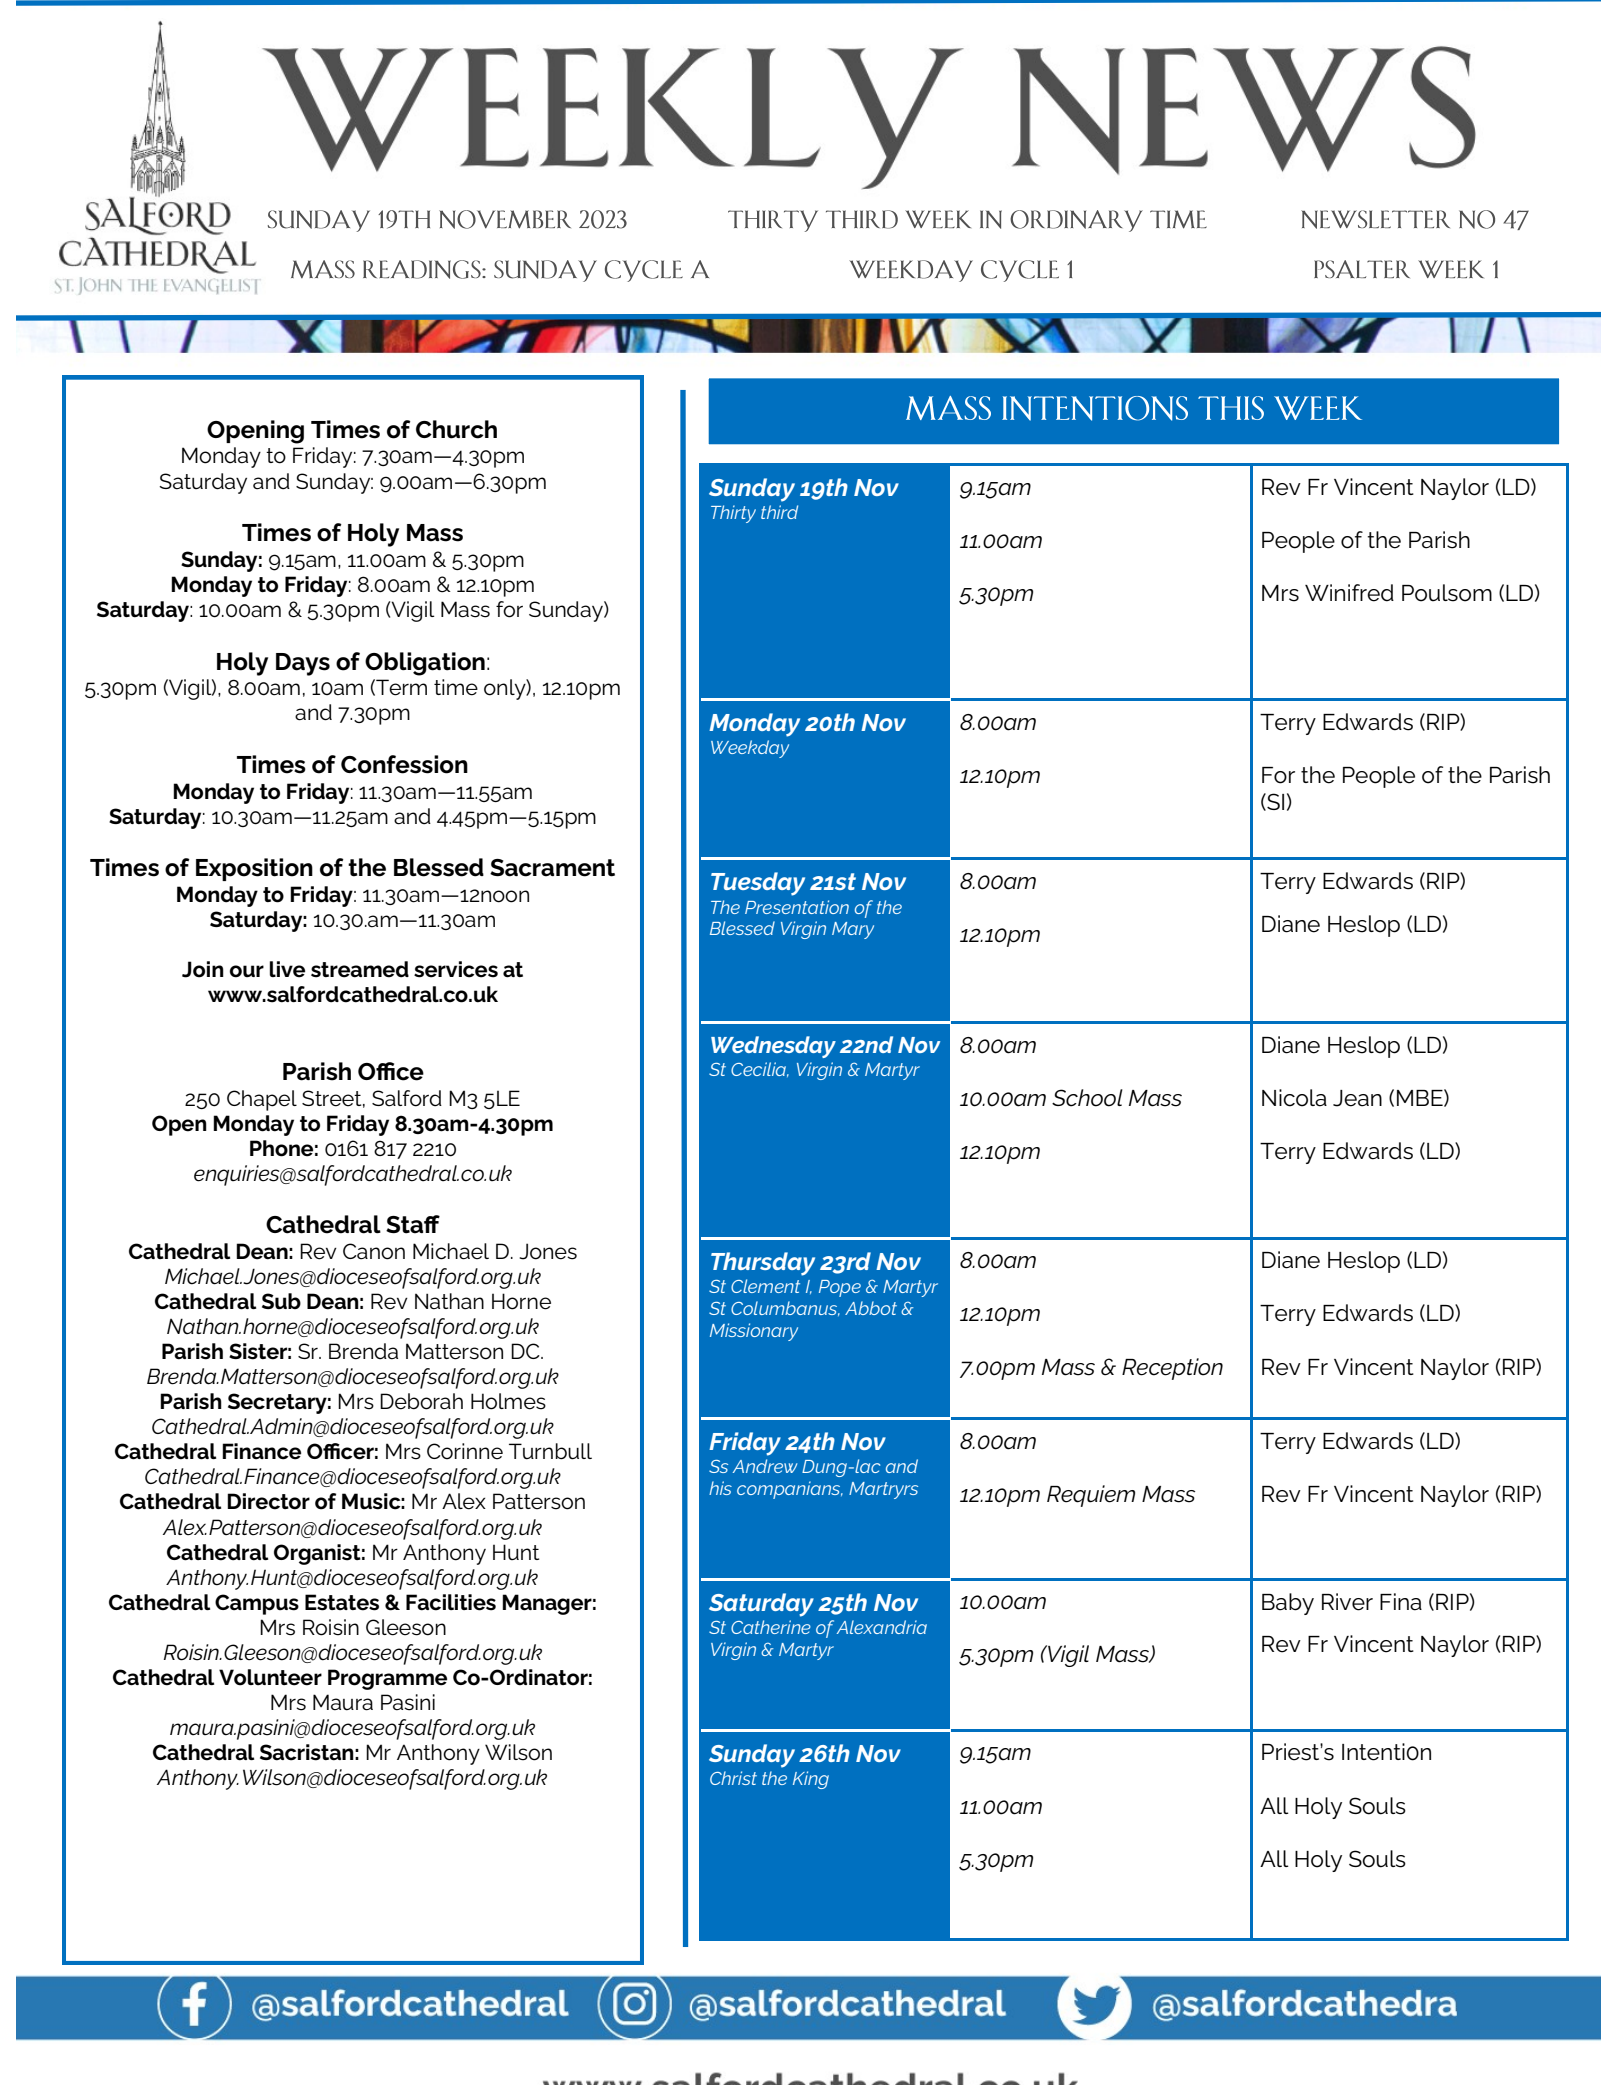 WEEKLY NEWS
SALFORD
CATHEDRAL
ST. JOHN THE EVANGELIST
SUNDAY 19TH NOVEMBER 2023 THIRTY THIRD WEEK IN ORDINARY TIME NEWSLETTER NO 47
MASS READINGS: SUNDAY CYCLE A WEEKDAY CYCLE 1 PSALTER WEEK 1
Opening Times of Church
Monday to Friday: 7.30am—4.30pm
Saturday and Sunday: 9.00am—6.30pm
Times of Holy Mass
Sunday: 9.15am, 11.00am & 5.30pm
Monday to Friday: 8.00am & 12.10pm
Saturday: 10.00am & 5.30pm (Vigil Mass for Sunday)
Holy Days of Obligation:
5.30pm (Vigil), 8.00am, 10am (Term time only), 12.10pm
and 7.30pm
Times of Confession
Monday to Friday: 11.30am—11.55am
Saturday: 10.30am—11.25am and 4.45pm—5.15pm
Times of Exposition of the Blessed Sacrament
Monday to Friday: 11.30am—12noon
Saturday: 10.30.am—11.30am
Join our live streamed services at
www.salfordcathedral.co.uk
Parish Office
250 Chapel Street, Salford M3 5LE
Open Monday to Friday 8.30am-4.30pm
Phone: 0161 817 2210
enquiries@salfordcathedral.co.uk
Cathedral Staff
Cathedral Dean: Rev Canon Michael D. Jones
Michael.Jones@dioceseofsalford.org.uk
Cathedral Sub Dean: Rev Nathan Horne
Nathan.horne@dioceseofsalford.org.uk
Parish Sister: Sr. Brenda Matterson DC.
Brenda.Matterson@dioceseofsalford.org.uk
Parish Secretary: Mrs Deborah Holmes
Cathedral.Admin@dioceseofsalford.org.uk
Cathedral Finance Officer: Mrs Corinne Turnbull
Cathedral.Finance@dioceseofsalford.org.uk
Cathedral Director of Music: Mr Alex Patterson
Alex.Patterson@dioceseofsalford.org.uk
Cathedral Organist: Mr Anthony Hunt
Anthony.Hunt@dioceseofsalford.org.uk
Cathedral Campus Estates & Facilities Manager:
Mrs Roisin Gleeson
Roisin.Gleeson@dioceseofsalford.org.uk
Cathedral Volunteer Programme Co-Ordinator:
Mrs Maura Pasini
maura.pasini@dioceseofsalford.org.uk
Cathedral Sacristan: Mr Anthony Wilson
Anthony.Wilson@dioceseofsalford.org.uk
MASS INTENTIONS THIS WEEK
Sunday 19th Nov 9.15am Rev Fr Vincent Naylor (LD)
Thirty third
11.00am People of the Parish
5.30pm Mrs Winifred Poulsom (LD)
Monday 20th Nov 8.00am Terry Edwards (RIP)
Weekday
12.10pm For the People of the Parish
(SI)
Tuesday 21st Nov 8.00am Terry Edwards (RIP)
The Presentation of the
Blessed Virgin Mary
12.10pm Diane Heslop (LD)
Wednesday 22nd Nov 8.00am Diane Heslop (LD)
St Cecilia, Virgin & Martyr
10.00am School Mass Nicola Jean (MBE)
12.10pm Terry Edwards (LD)
Thursday 23rd Nov 8.00am Diane Heslop (LD)
St Clement I, Pope & Martyr
St Columbanus, Abbot &
Missionary
12.10pm Terry Edwards (LD)
7.00pm Mass & Reception Rev Fr Vincent Naylor (RIP)
Friday 24th Nov 8.00am Terry Edwards (LD)
Ss Andrew Dung-lac and
his companians, Martryrs
12.10pm Requiem Mass Rev Fr Vincent Naylor (RIP)
Saturday 25th Nov 10.00am Baby River Fina (RIP)
St Catherine of Alexandria
Virgin & Martyr
5.30pm (Vigil Mass) Rev Fr Vincent Naylor (RIP)
Sunday 26th Nov 9.15am Priest's Intenti0n
Christ the King
11.00am All Holy Souls
5.30pm All Holy Souls
@salfordcathedral @salfordcathedral @salfordcathedra
www.salfordcathedral.co.uk